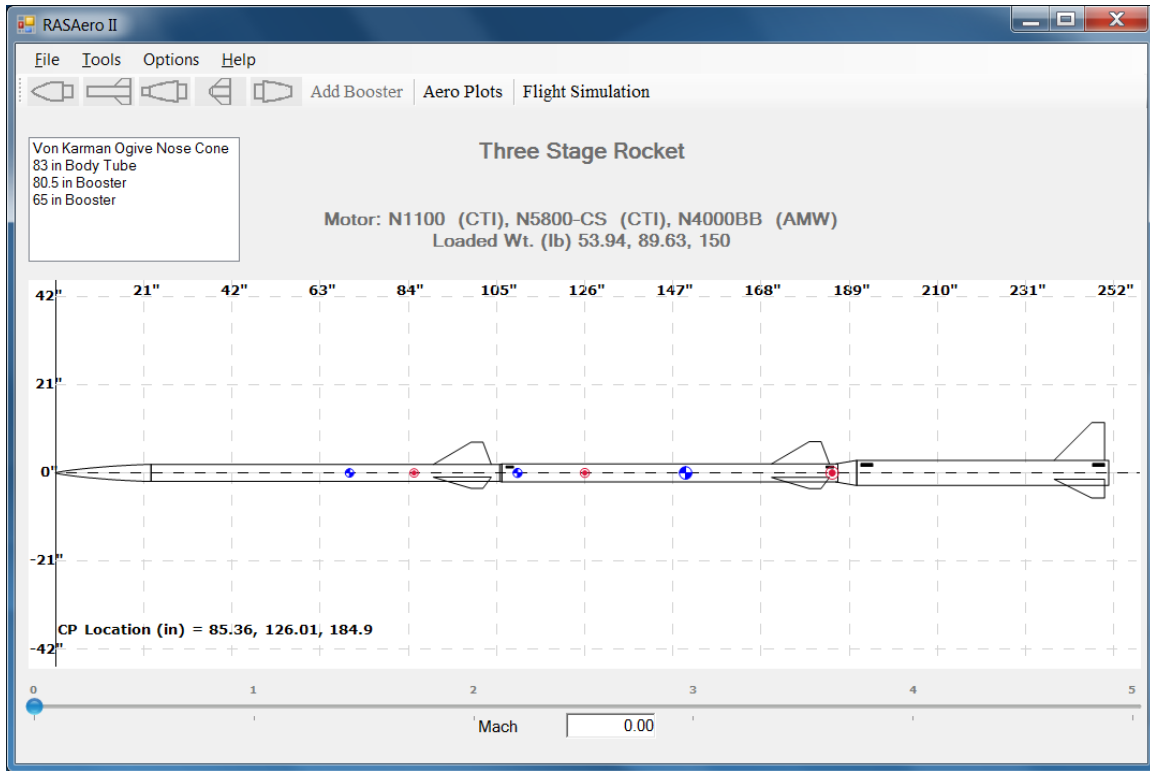 RASAero II
File Tools Options Help
Add Booster Aero Plots Flight Simulation
Von Karman Ogive Nose Cone
83 in Body Tube
80.5 in Booster
65 in Booster
Three Stage Rocket
Motor: N1100 (CTI), N5800-CS (CTI), N4000BB (AMW)
Loaded Wt. (lb) 53.94, 89.63, 150
42" 21" 42" 63" 84" 105" 126" 147" 168" 189" 210" 231" 252"
21"
0"
-21"
CP Location (in) = 85.36, 126.01, 184.9
-42"
0 1 2 3 4 5
Mach 0.00